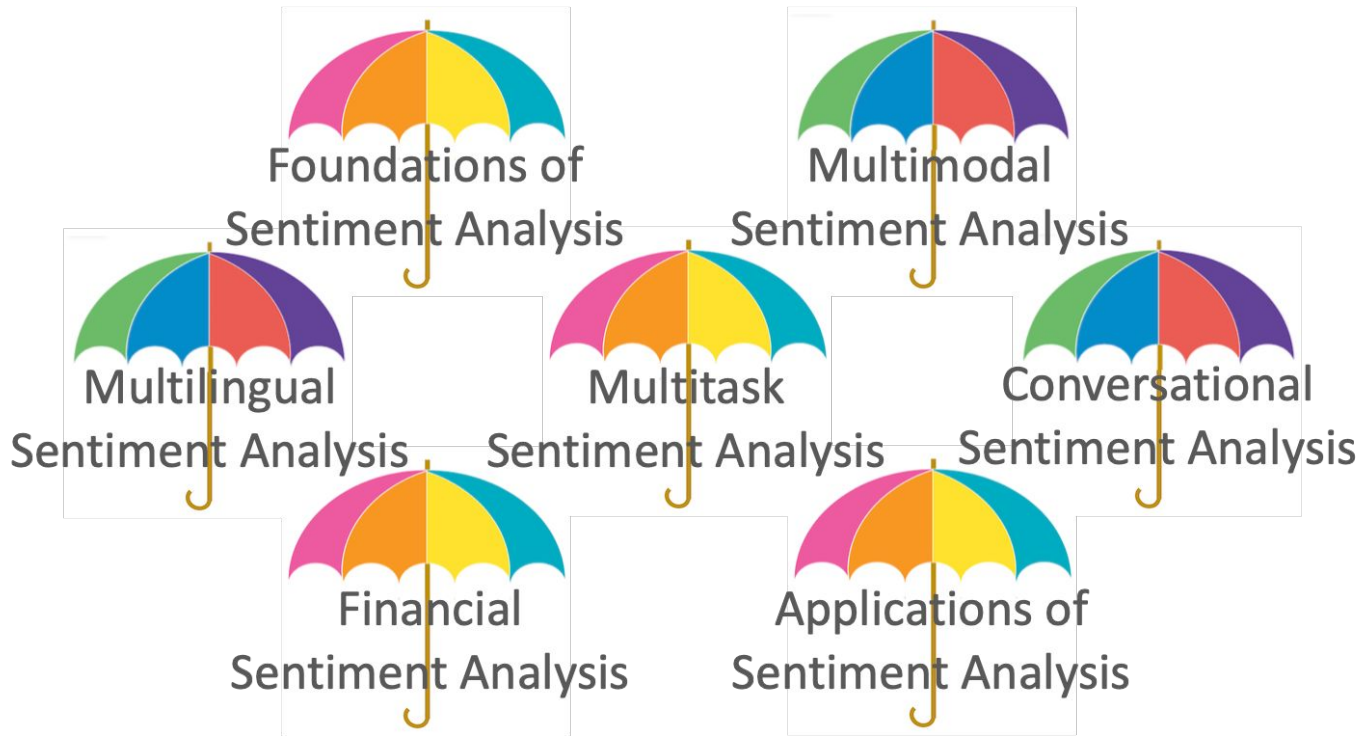 Foundations of
Sentiment Analysis
Multimodal
Sentiment Analysis
Multilingual
Sentiment Analysis
Multitask
Sentiment Analysis
Conversational
Sentiment Analysis
Financial
Sentiment Analysis
Applications of
Sentiment Analysis